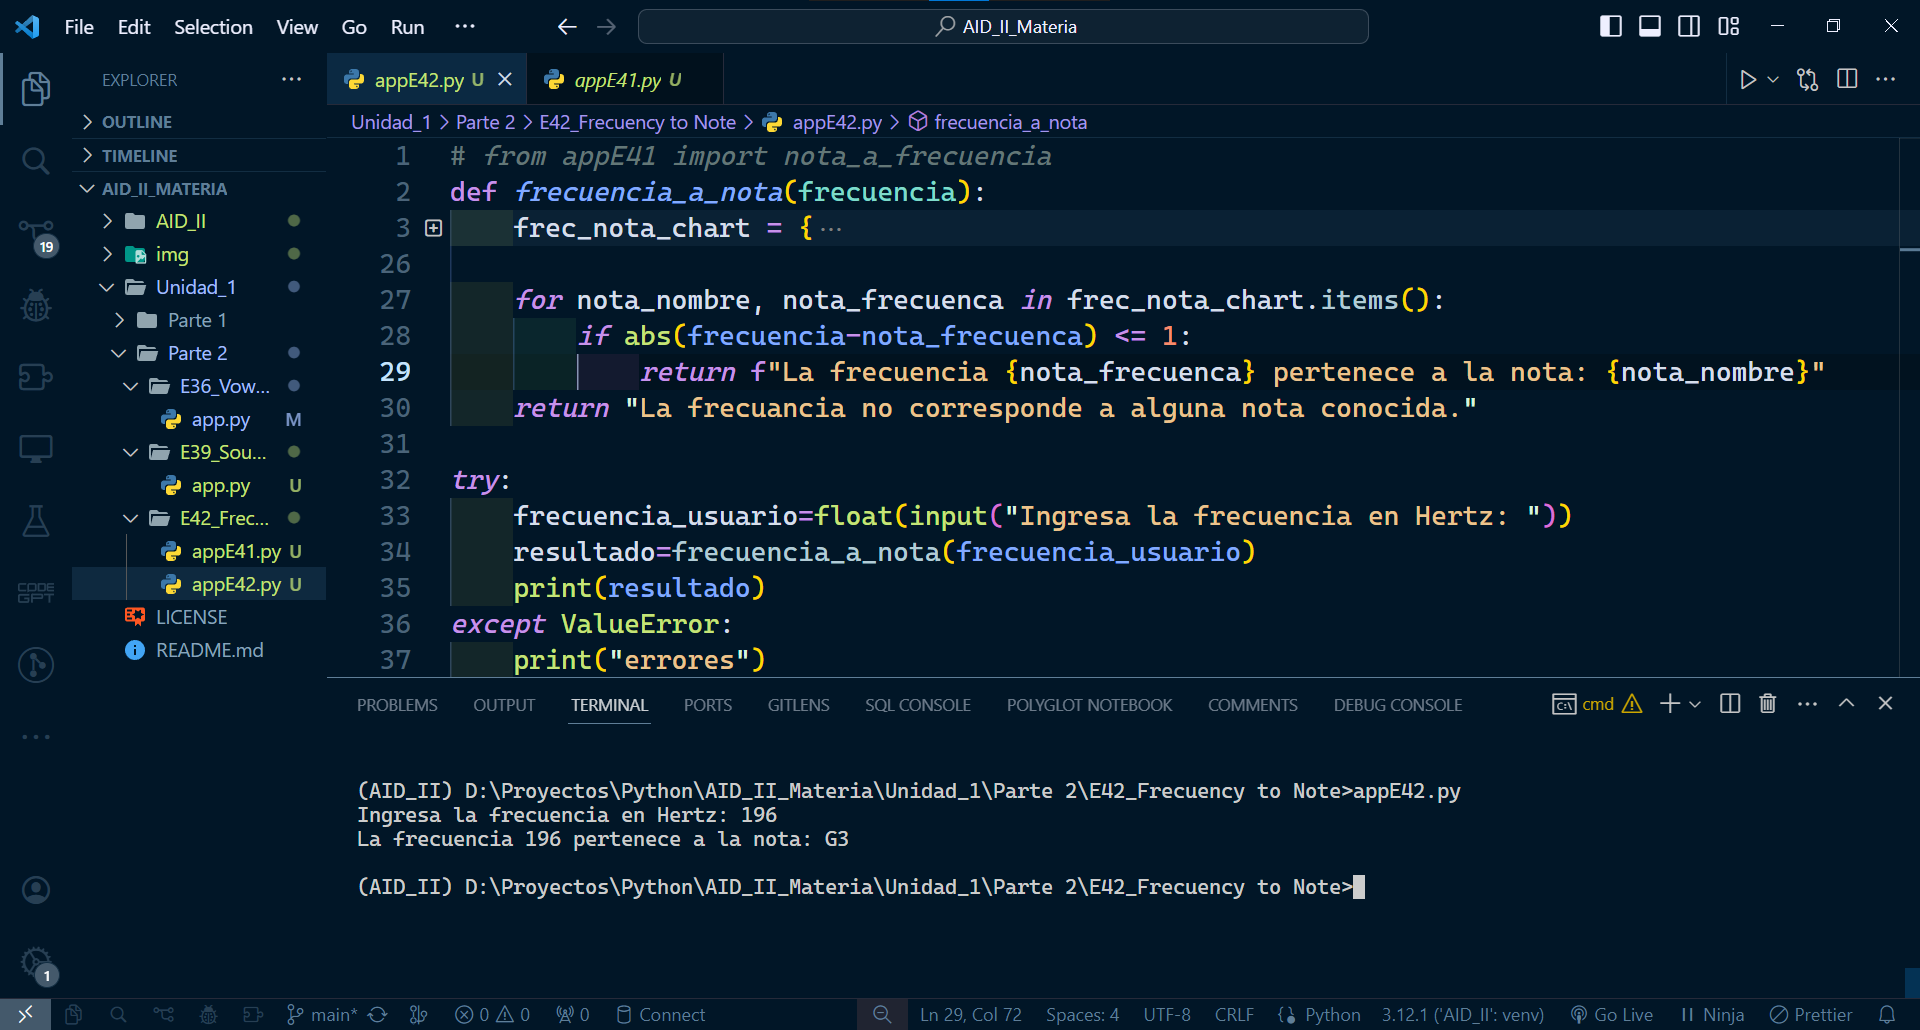 File Edit Selection View Go Run ··· AID_II_Materia
EXPLORER ···
OUTLINE
TIMELINE
AID_II_MATERIA
AID_II
img
Unidad_1
Parte 1
Parte 2
E36_Vow...
app.py M
E39_Sou...
app.py U
E42_Frec...
appE41.py U
appE42.py U
LICENSE
README.md
19
CODE GPT
1
appE42.py U appE41.py U
Unidad_1 > Parte 2 > E42_Frecuency to Note > appE42.py > frecuencia_a_nota
1 # from appE41 import nota_a_frecuencia
2 def frecuencia_a_nota(frecuencia):
3 frec_nota_chart = { ···
26
27 for nota_nombre, nota_frecuenca in frec_nota_chart.items():
28 if abs(frecuencia-nota_frecuenca) <= 1:
29 return f"La frecuencia {nota_frecuenca} pertenece a la nota: {nota_nombre}"
30 return "La frecuancia no corresponde a alguna nota conocida."
31
32 try:
33 frecuencia_usuario=float(input("Ingresa la frecuencia en Hertz: "))
34 resultado=frecuencia_a_nota(frecuencia_usuario)
35 print(resultado)
36 except ValueError:
37 print("errores")
PROBLEMS OUTPUT TERMINAL PORTS GITLENS SQL CONSOLE POLYGLOT NOTEBOOK COMMENTS DEBUG CONSOLE cmd
(AID_II) D:\Proyectos\Python\AID_II_Materia\Unidad_1\Parte 2\E42_Frecuency to Note>appE42.py
Ingresa la frecuencia en Hertz: 196
La frecuencia 196 pertenece a la nota: G3
(AID_II) D:\Proyectos\Python\AID_II_Materia\Unidad_1\Parte 2\E42_Frecuency to Note>
main* 0 0 0 Connect Ln 29, Col 72 Spaces: 4 UTF-8 CRLF Python 3.12.1 ('AID_II': venv) Go Live Ninja Prettier